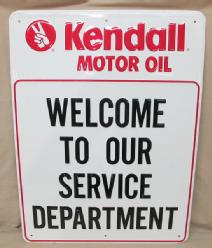 Kendall
MOTOR OIL
WELCOME
TO OUR
SERVICE
DEPARTMENT